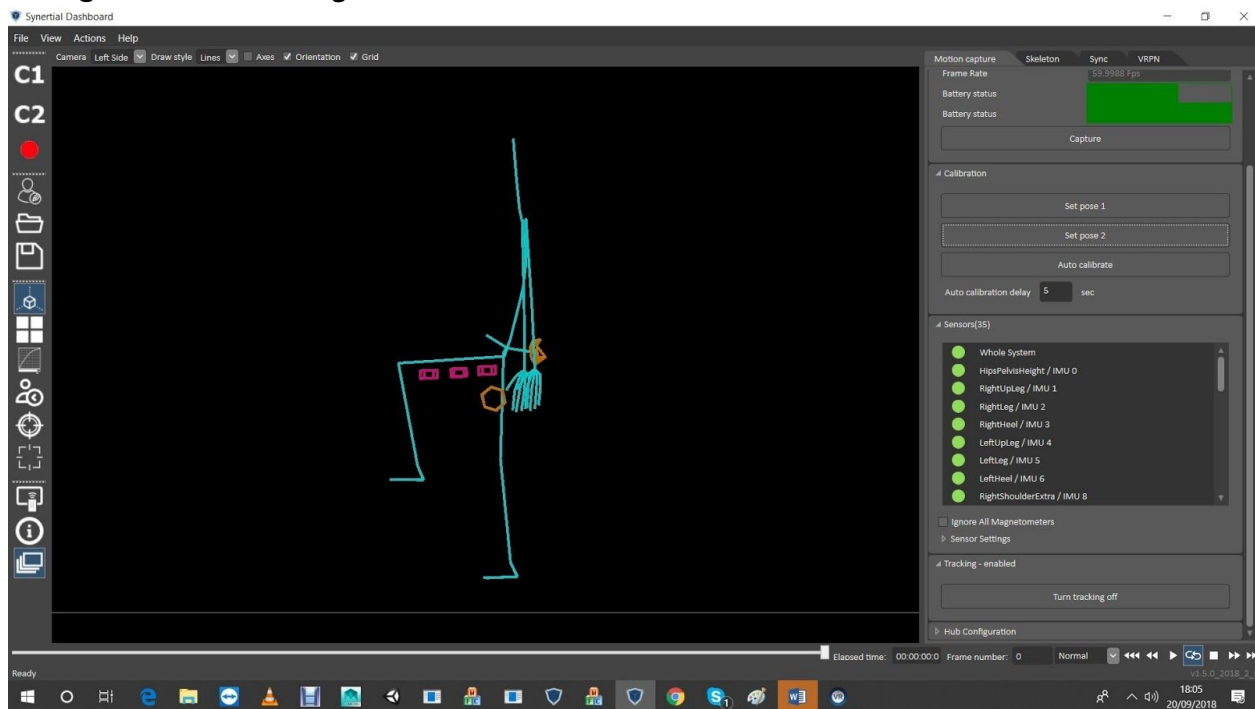 Synertial Dashboard
File View Actions Help
Camera Left Side Draw style Lines Axes Orientation Grid
C1
C2
Motion capture Skeleton Sync VRPN
Frame Rate 59.9988 Fps
Battery status
Battery status
Capture
Calibration
Set pose 1
Set pose 2
Auto calibrate
Auto calibration delay 5 sec
Sensors(35)
Whole System
HipsPelvisHeight / IMU 0
RightUpLeg / IMU 1
RightLeg / IMU 2
RightHeel / IMU 3
LeftUpLeg / IMU 4
LeftLeg / IMU 5
LeftHeel / IMU 6
RightShoulderExtra / IMU 8
Ignore All Magnetometers
Sensor Settings
Tracking - enabled
Turn tracking off
Hub Configuration
Elapsed time: 00:00:00:0 Frame number: 0 Normal
Ready
18:05
20/09/2018